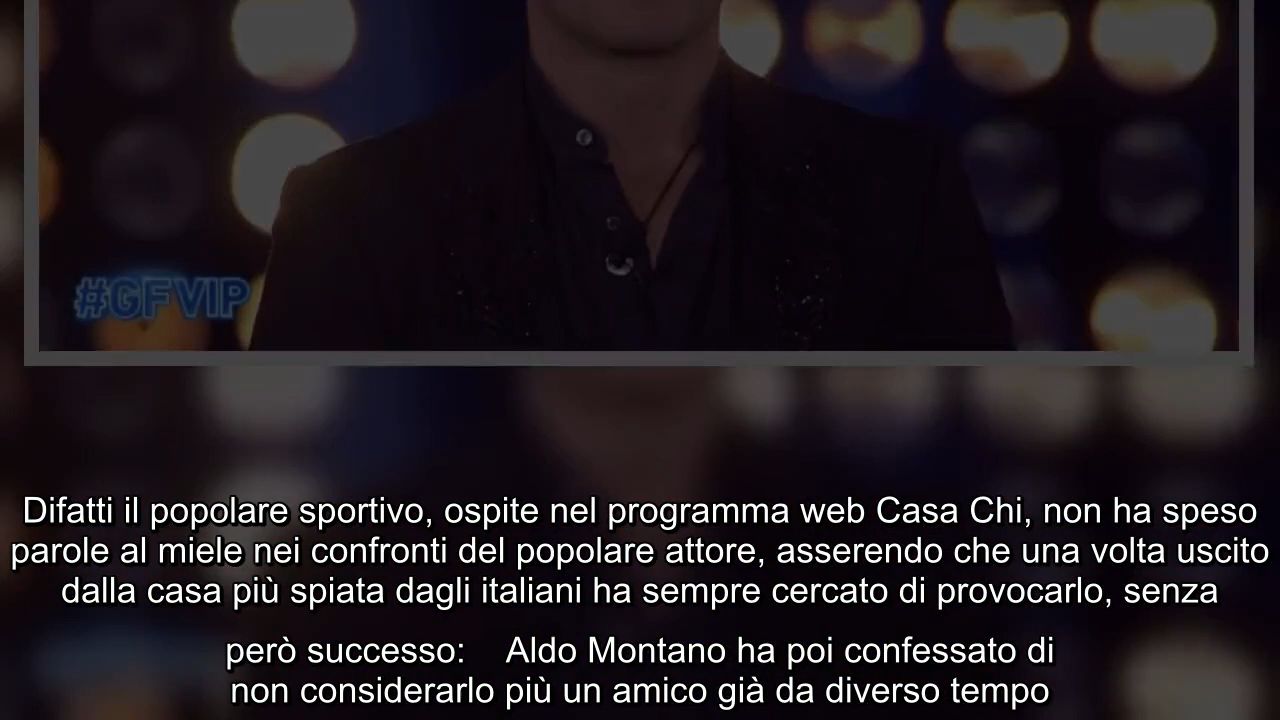 #GFVIP
Difatti il popolare sportivo, ospite nel programma web Casa Chi, non ha speso
parole al miele nei confronti del popolare attore, asserendo che una volta uscito
dalla casa più spiata dagli italiani ha sempre cercato di provocarlo, senza
però successo: Aldo Montano ha poi confessato di
non considerarlo più un amico già da diverso tempo